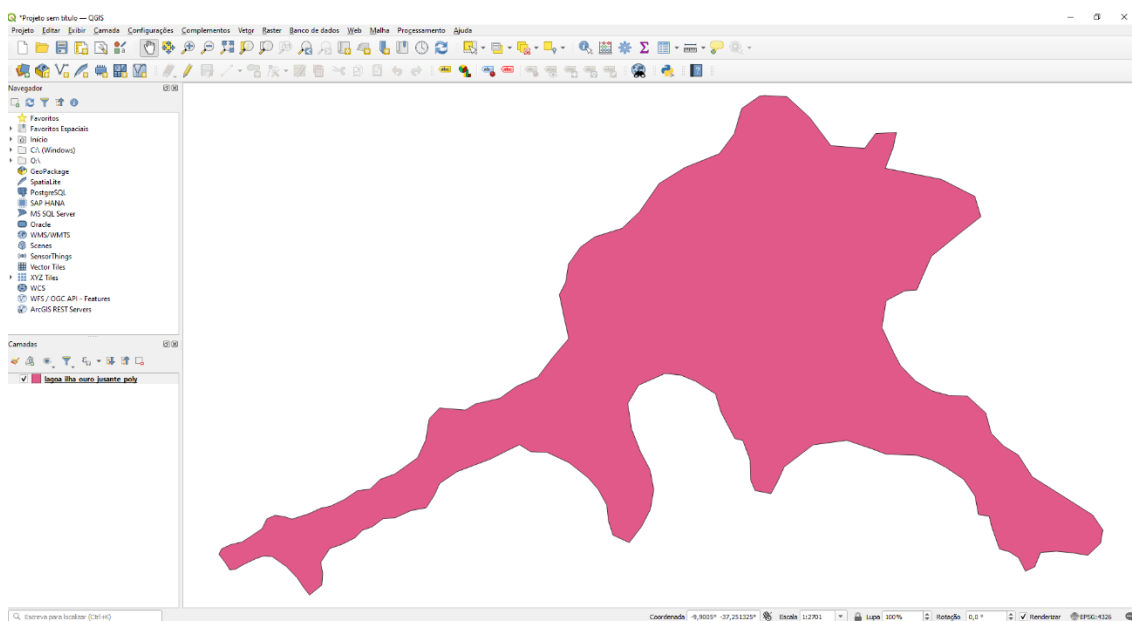 *Projeto sem título — QGIS
Projeto Editar Exibir Camada Configurações Complementos Vetor Raster Banco de dados Web Malha Processamento Ajuda
Navegador
Favoritos
Favoritos Espaciais
Início
C:\ (Windows)
O:\
GeoPackage
SpatiaLite
PostgreSQL
SAP HANA
MS SQL Server
Oracle
WMS/WMTS
Scenes
SensorThings
Vector Tiles
XYZ Tiles
WCS
WFS / OGC API - Features
ArcGIS REST Servers
Camadas
lagoa ilha ouro jusante poly
Escreva para localizar (Ctrl+K) Coordenada -9,9005° -37,251325° Escala 1:2701 Lupa 100% Rotação 0,0 ° Renderizar EPSG:4326